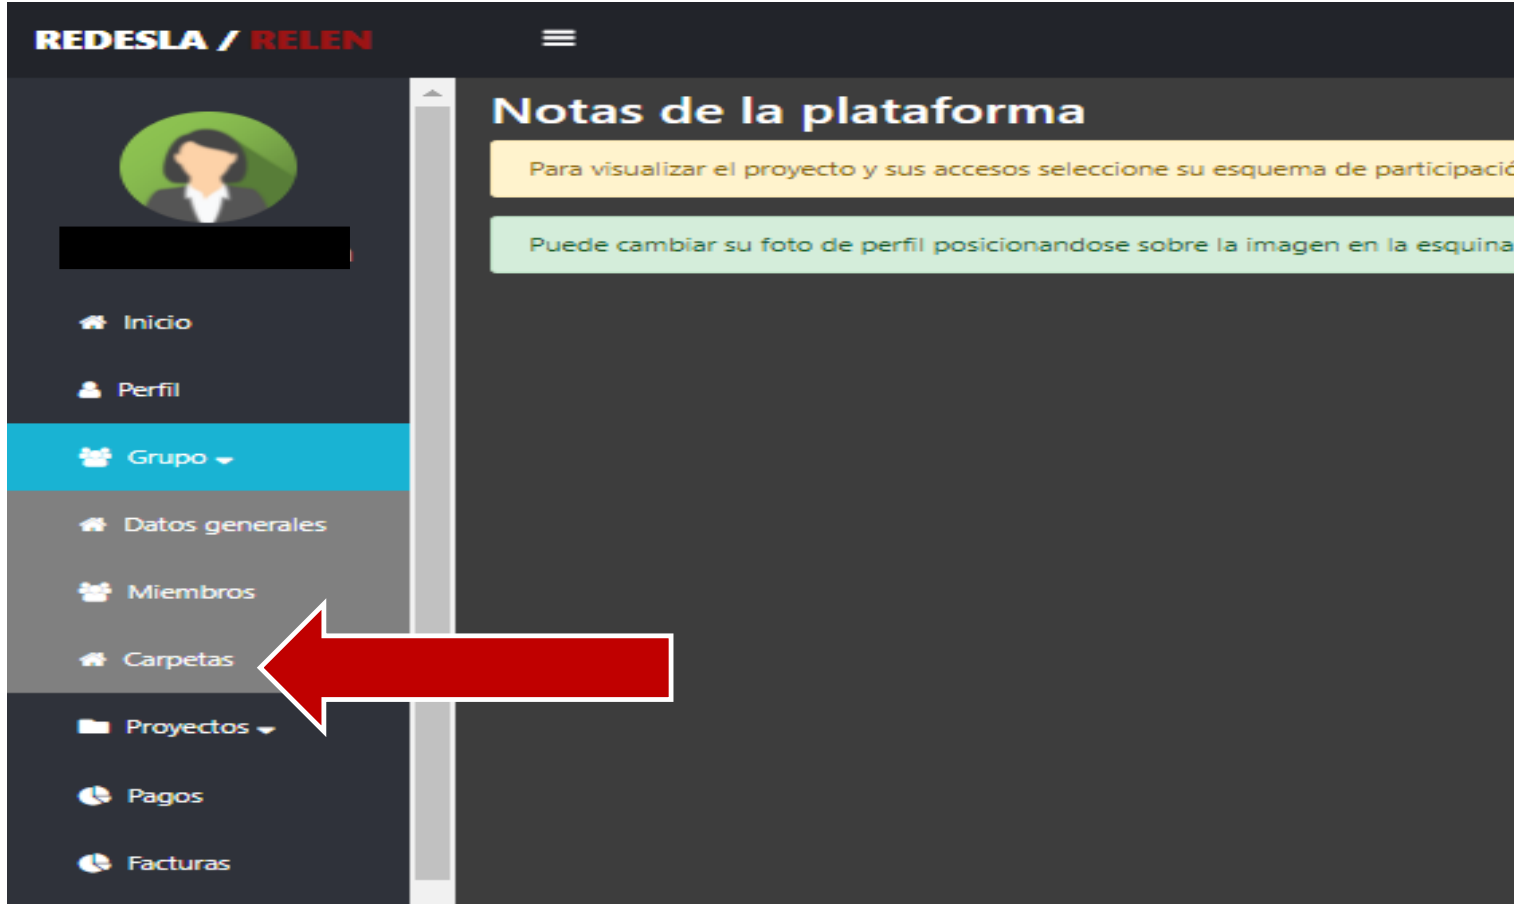 REDESLA / RELEN
Notas de la plataforma
Para visualizar el proyecto y sus accesos seleccione su esquema de
Puede cambiar su foto de perfil posicionandose sobre la imagen en la esquina
Inicio
Perfil
Grupo
Datos generales
Miembros
Carpetas
Proyectos
Pagos
Facturas